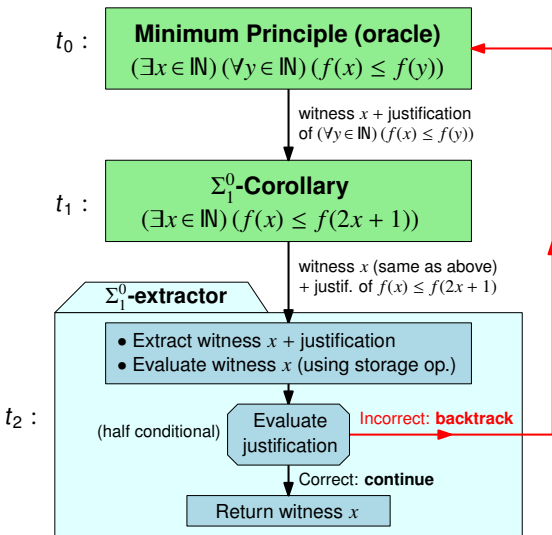 t₀ :
Minimum Principle (oracle)
(∃x ∈ ℕ) (∀y ∈ ℕ) (f(x) ≤ f(y))
witness x + justification
of (∀y ∈ ℕ) (f(x) ≤ f(y))
t₁ :
Σ⁰₁-Corollary
(∃x ∈ ℕ) (f(x) ≤ f(2x + 1))
witness x (same as above)
+ justif. of f(x) ≤ f(2x + 1)
Σ⁰₁-extractor
t₂ :
• Extract witness x + justification
• Evaluate witness x (using storage op.)
(half conditional)
Evaluate
justification
Incorrect: backtrack
Correct: continue
Return witness x